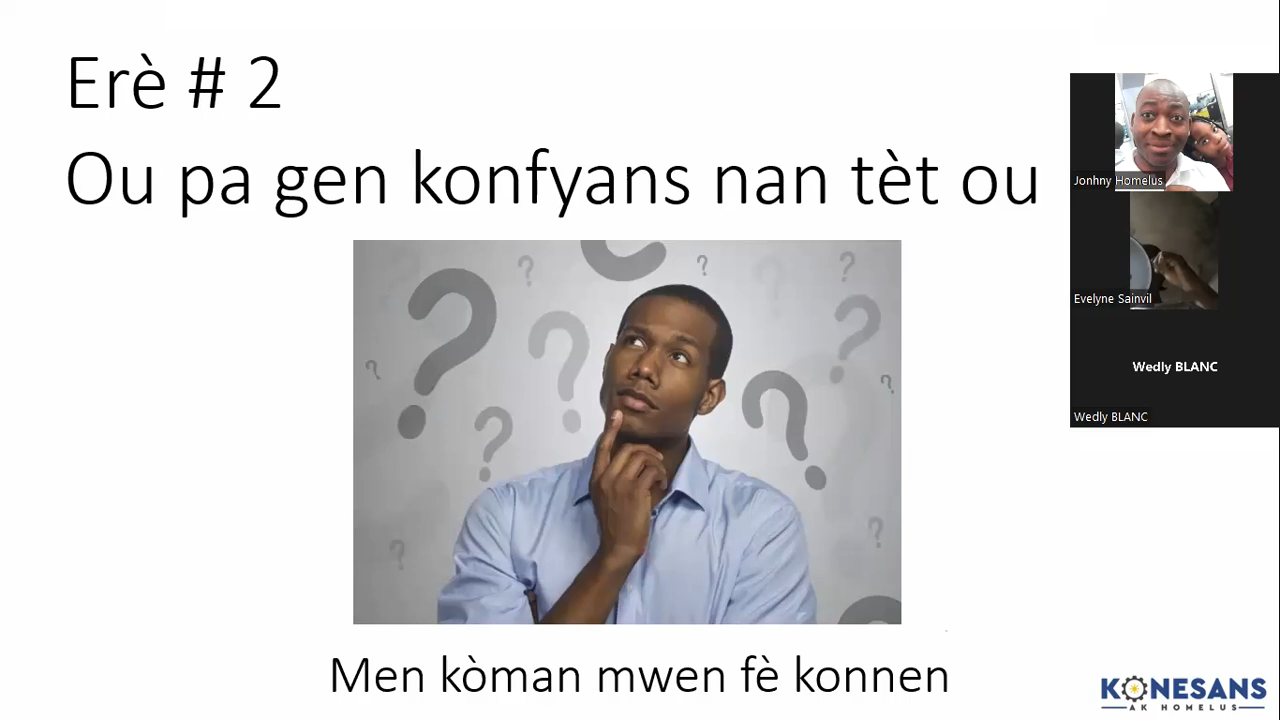 Erè # 2
Ou pa gen konfyans nan tèt ou
Jonhny Homelus
Evelyne Sainvil
Wedly BLANC
Wedly BLANC
Men kòman mwen fè konnen
KONESANS
AK HOMELUS